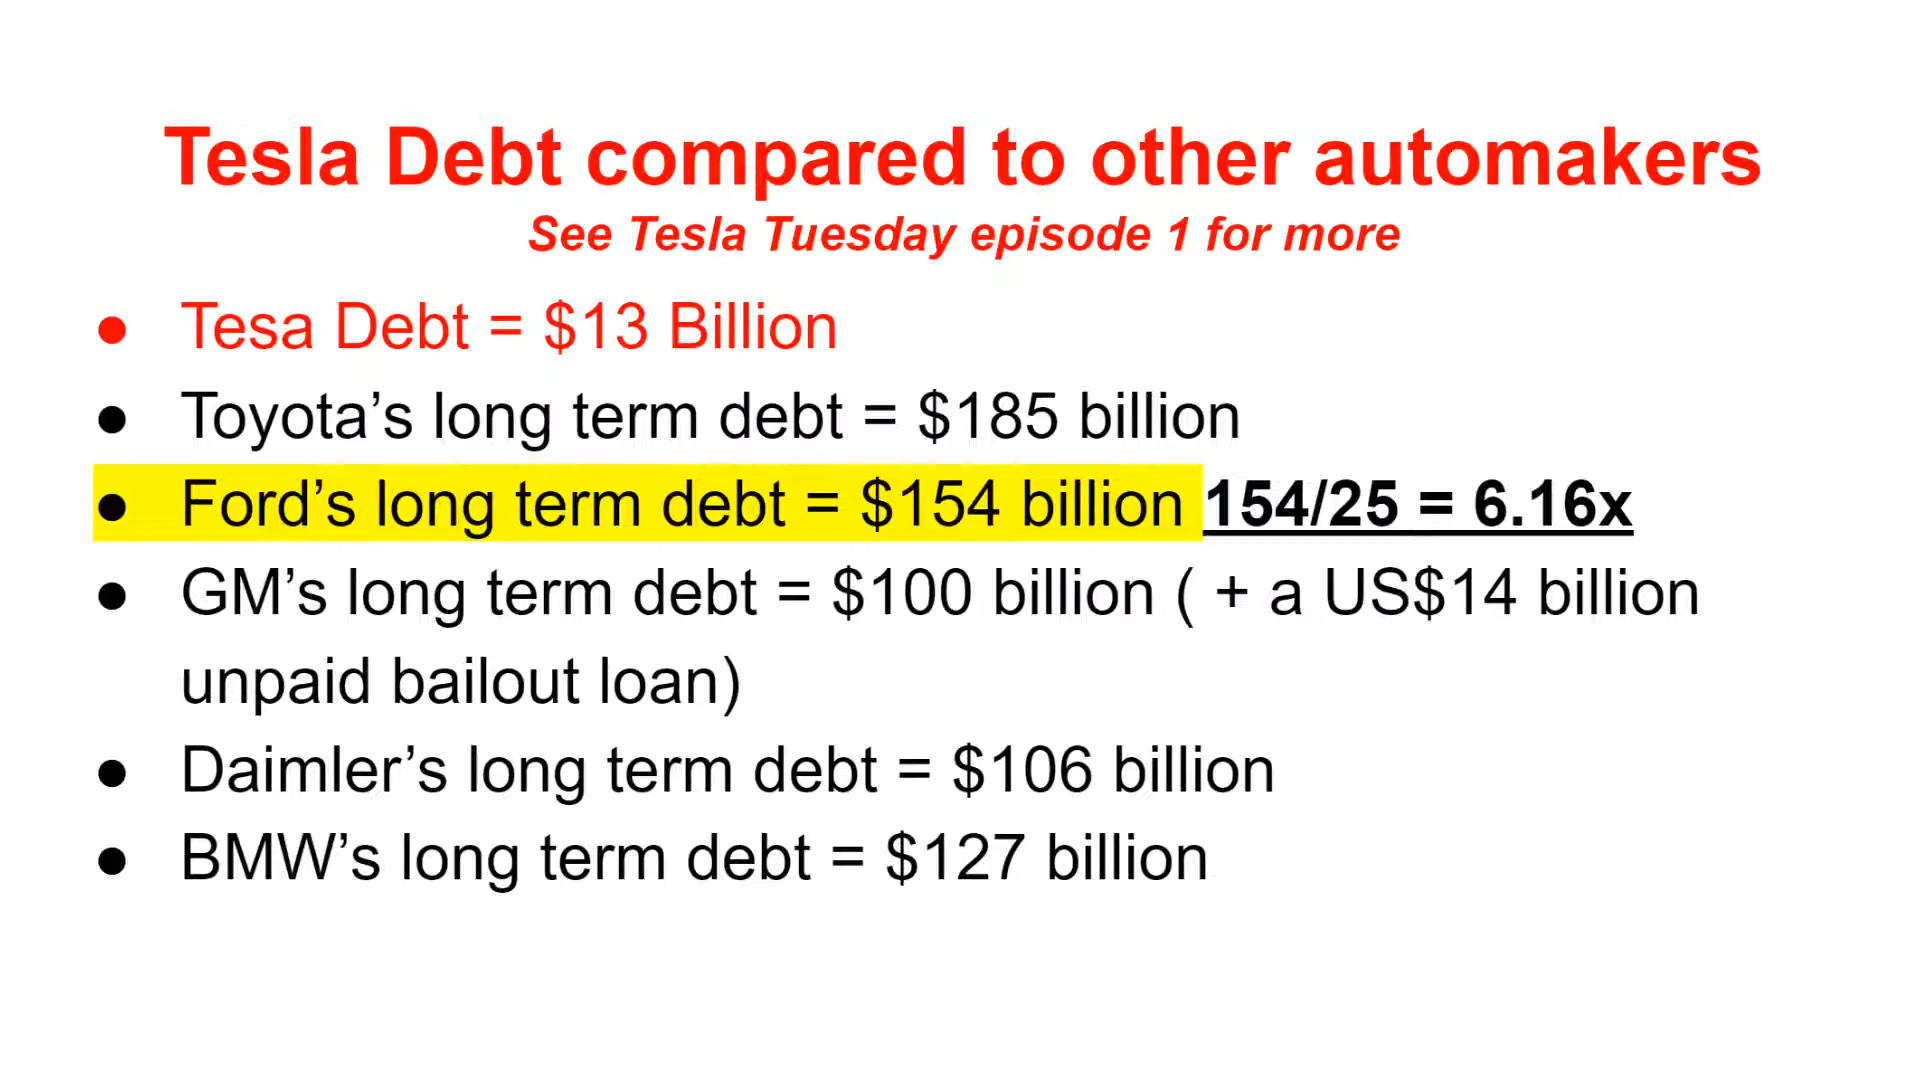 Tesla Debt compared to other automakers
See Tesla Tuesday episode 1 for more
● Tesa Debt = $13 Billion
● Toyota’s long term debt = $185 billion
● Ford’s long term debt = $154 billion 154/25 = 6.16x
● GM’s long term debt = $100 billion ( + a US$14 billion
unpaid bailout loan)
● Daimler’s long term debt = $106 billion
● BMW’s long term debt = $127 billion